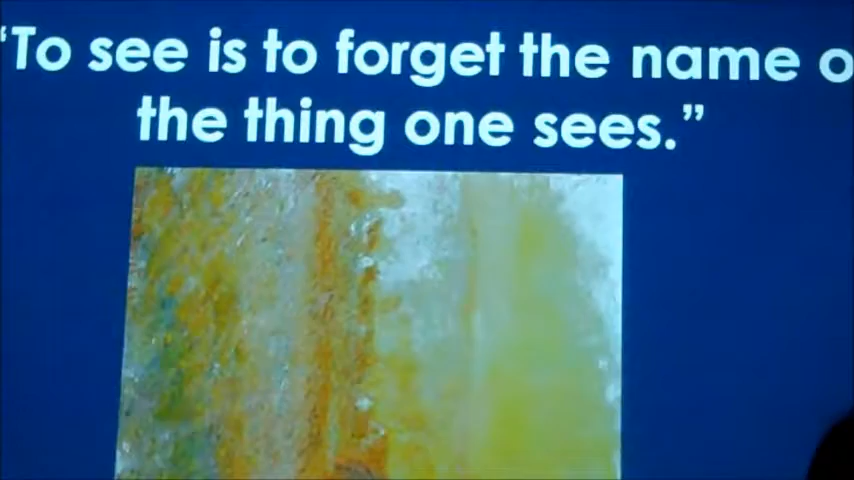 “To see is to forget the name o
the thing one sees.”